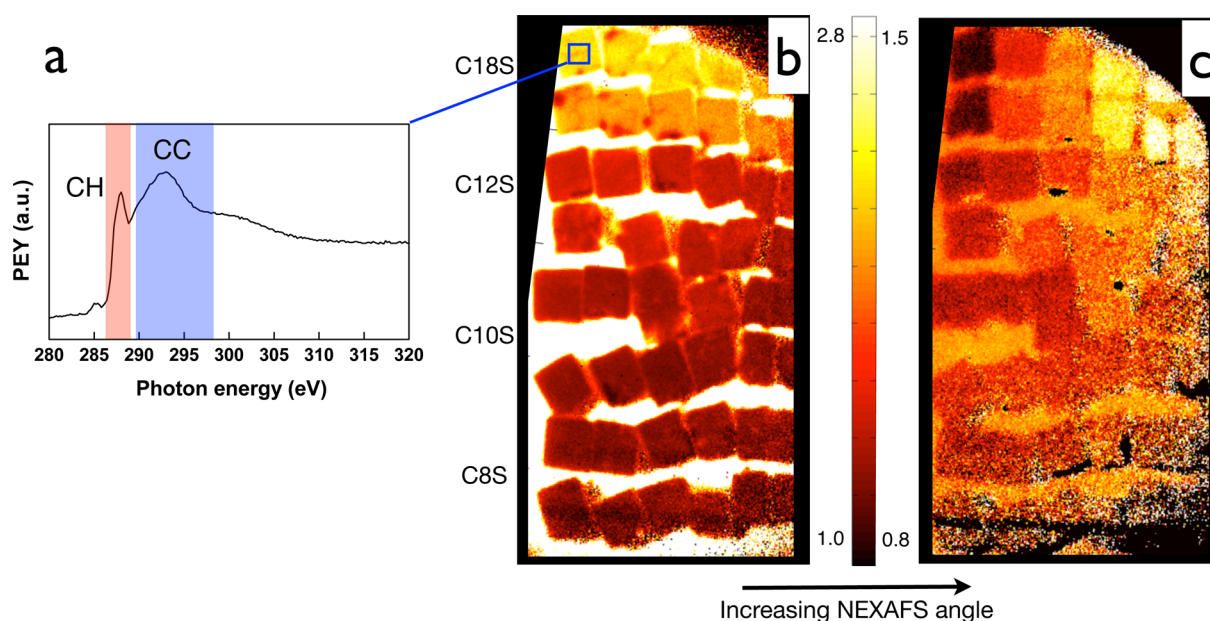 a
CH
CC
PEY (a.u.)
280 285 290 295 300 305 310 315 320
Photon energy (eV)
C18S
C12S
C10S
C8S
b
2.8
1.0
1.5
0.8
c
Increasing NEXAFS angle